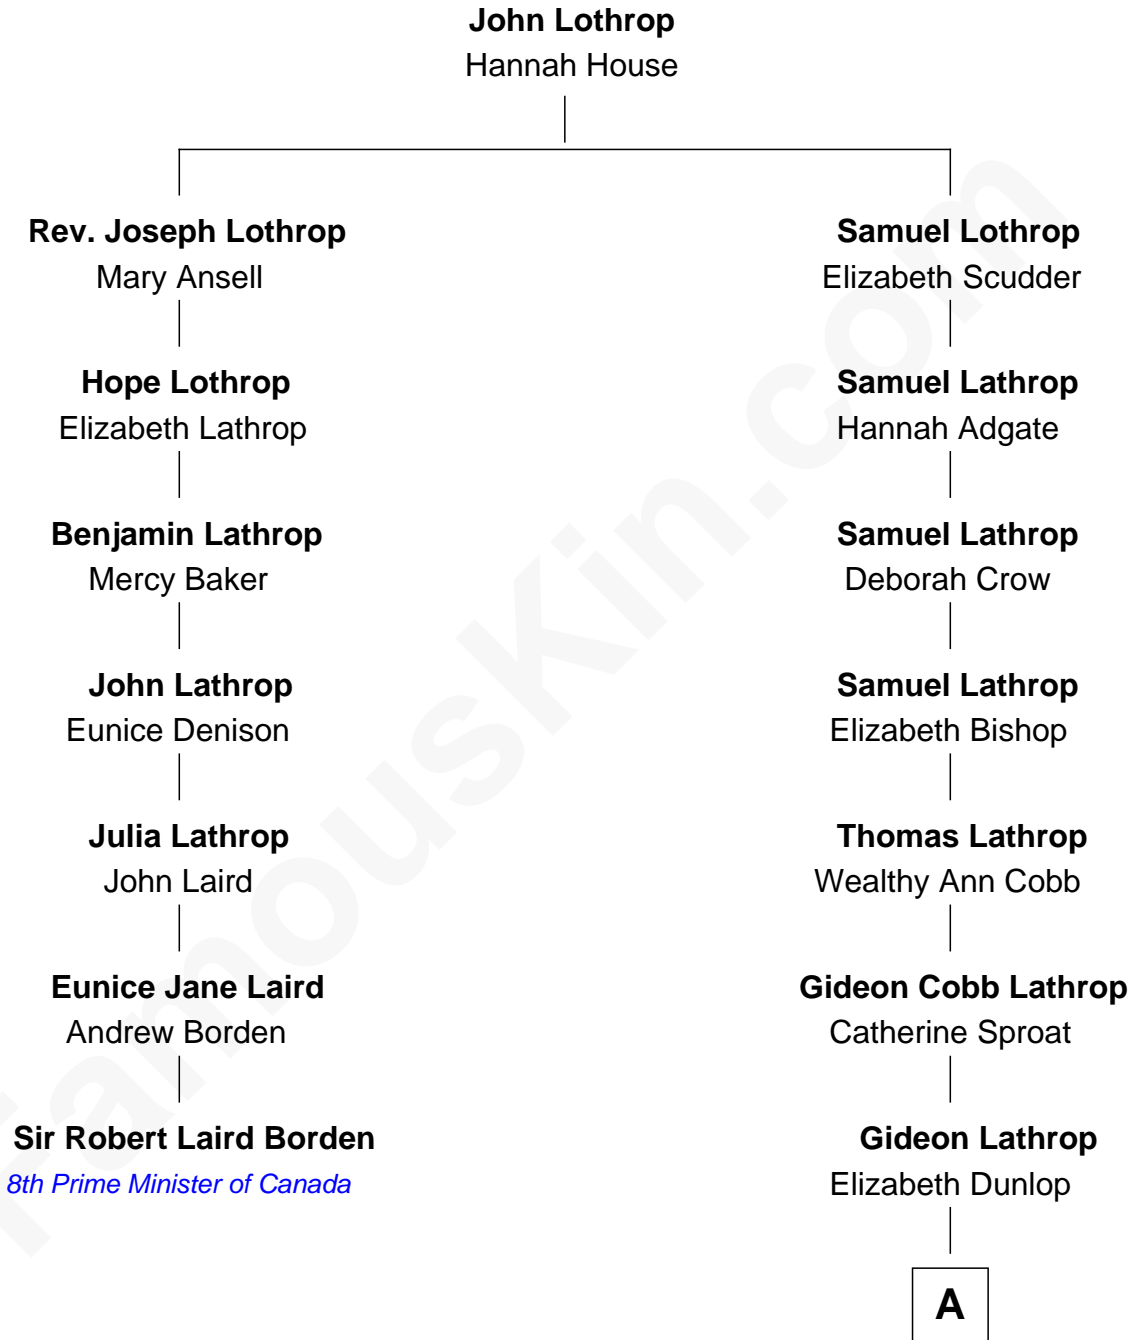 John Lothrop
Hannah House
Rev. Joseph Lothrop
Mary Ansell
Samuel Lothrop
Elizabeth Scudder
Hope Lothrop
Elizabeth Lathrop
Samuel Lathrop
Hannah Adgate
Benjamin Lathrop
Mercy Baker
Samuel Lathrop
Deborah Crow
John Lathrop
Eunice Denison
Samuel Lathrop
Elizabeth Bishop
Julia Lathrop
John Laird
Thomas Lathrop
Wealthy Ann Cobb
Eunice Jane Laird
Andrew Borden
Gideon Cobb Lathrop
Catherine Sproat
Sir Robert Laird Borden
8th Prime Minister of Canada
Gideon Lathrop
Elizabeth Dunlop
A
FamousKin.com